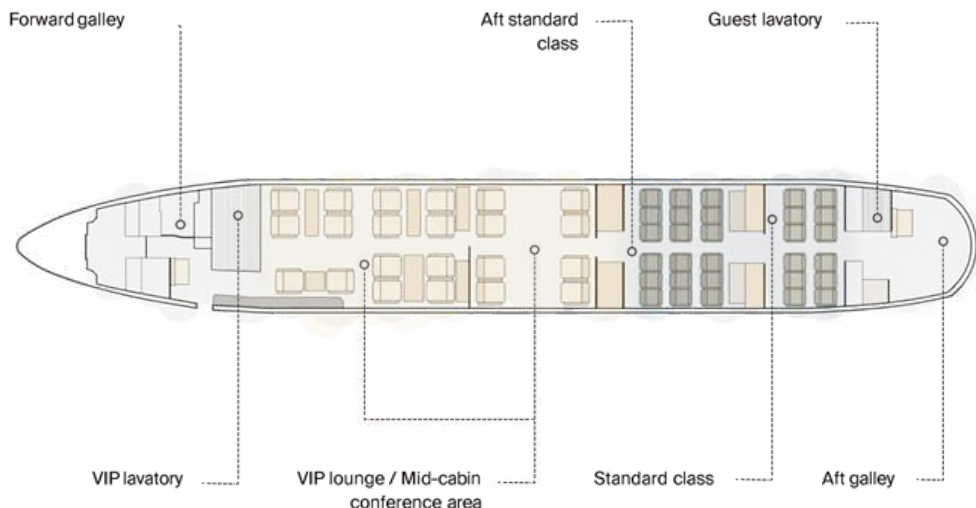 Forward galley
Aft standard
class
Guest lavatory
VIP lavatory
VIP lounge / Mid-cabin
conference area
Standard class
Aft galley